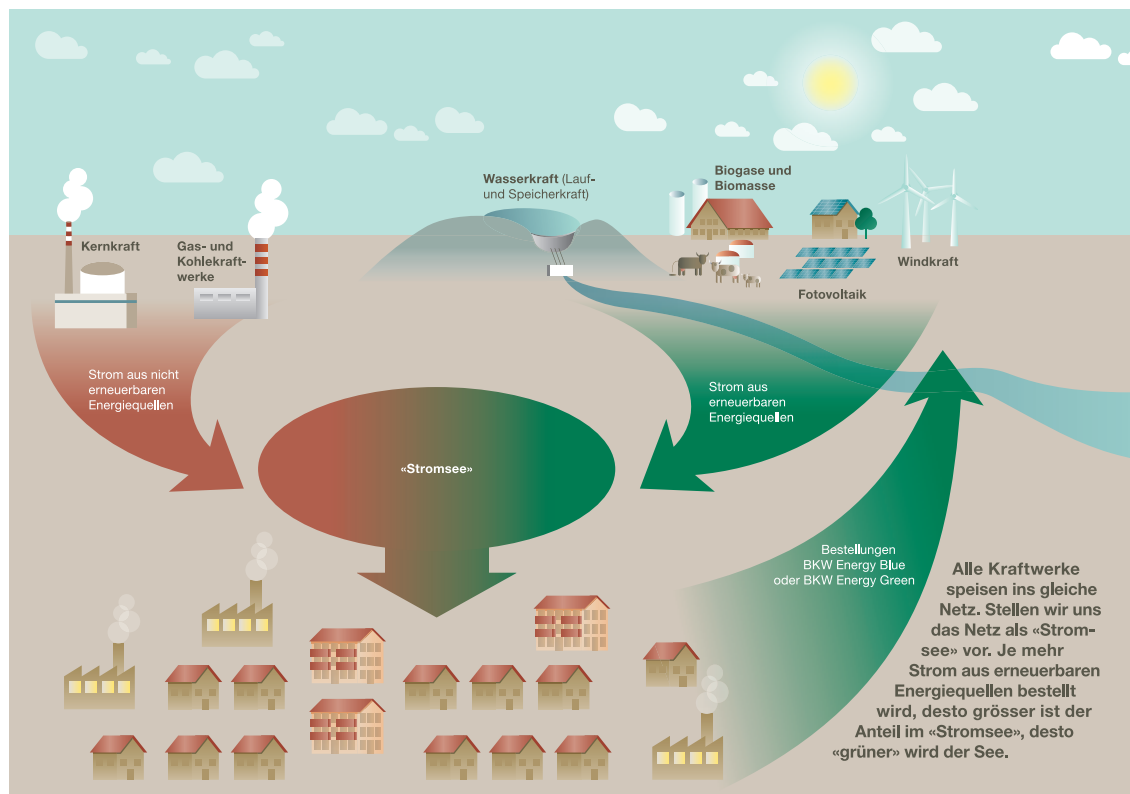 Wasserkraft (Lauf-
und Speicherkraft)
Biogase und
Biomasse
Kernkraft
Gas- und
Kohlekraft-
werke
Windkraft
Fotovoltaik
Strom aus nicht
erneuerbaren
Energiequellen
Strom aus
erneuerbaren
Energiequellen
«Stromsee»
Bestellungen
BKW Energy Blue
oder BKW Energy Green
Alle Kraftwerke
speisen ins gleiche
Netz. Stellen wir uns
das Netz als «Strom-
see» vor. Je mehr
Strom aus erneuerbaren
Energiequellen bestellt
wird, desto grösser ist der
Anteil im «Stromsee», desto
«grüner» wird der See.